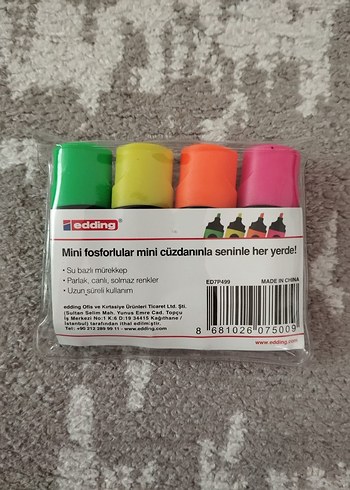 edding
Mini fosforlular mini cüzdanınla seninle her yerde!
• Su bazlı mürekkep
• Parlak, canlı, solmaz renkler
• Uzun süreli kullanım
ED7P499 MADE IN CHINA
edding Ofis ve Kırtasiye Ürünleri Ticaret Ltd. Şti.
(Sultan Selim Mah. Yunus Emre Cad. Topçu
İş Merkezi No:1 K:6 D:19 34415 Kağıthane /
İstanbul) tarafından ithal edilmiştir.
Tel: +90 212 289 99 11 - www.edding.com
8 681026 075009
www.edding.com